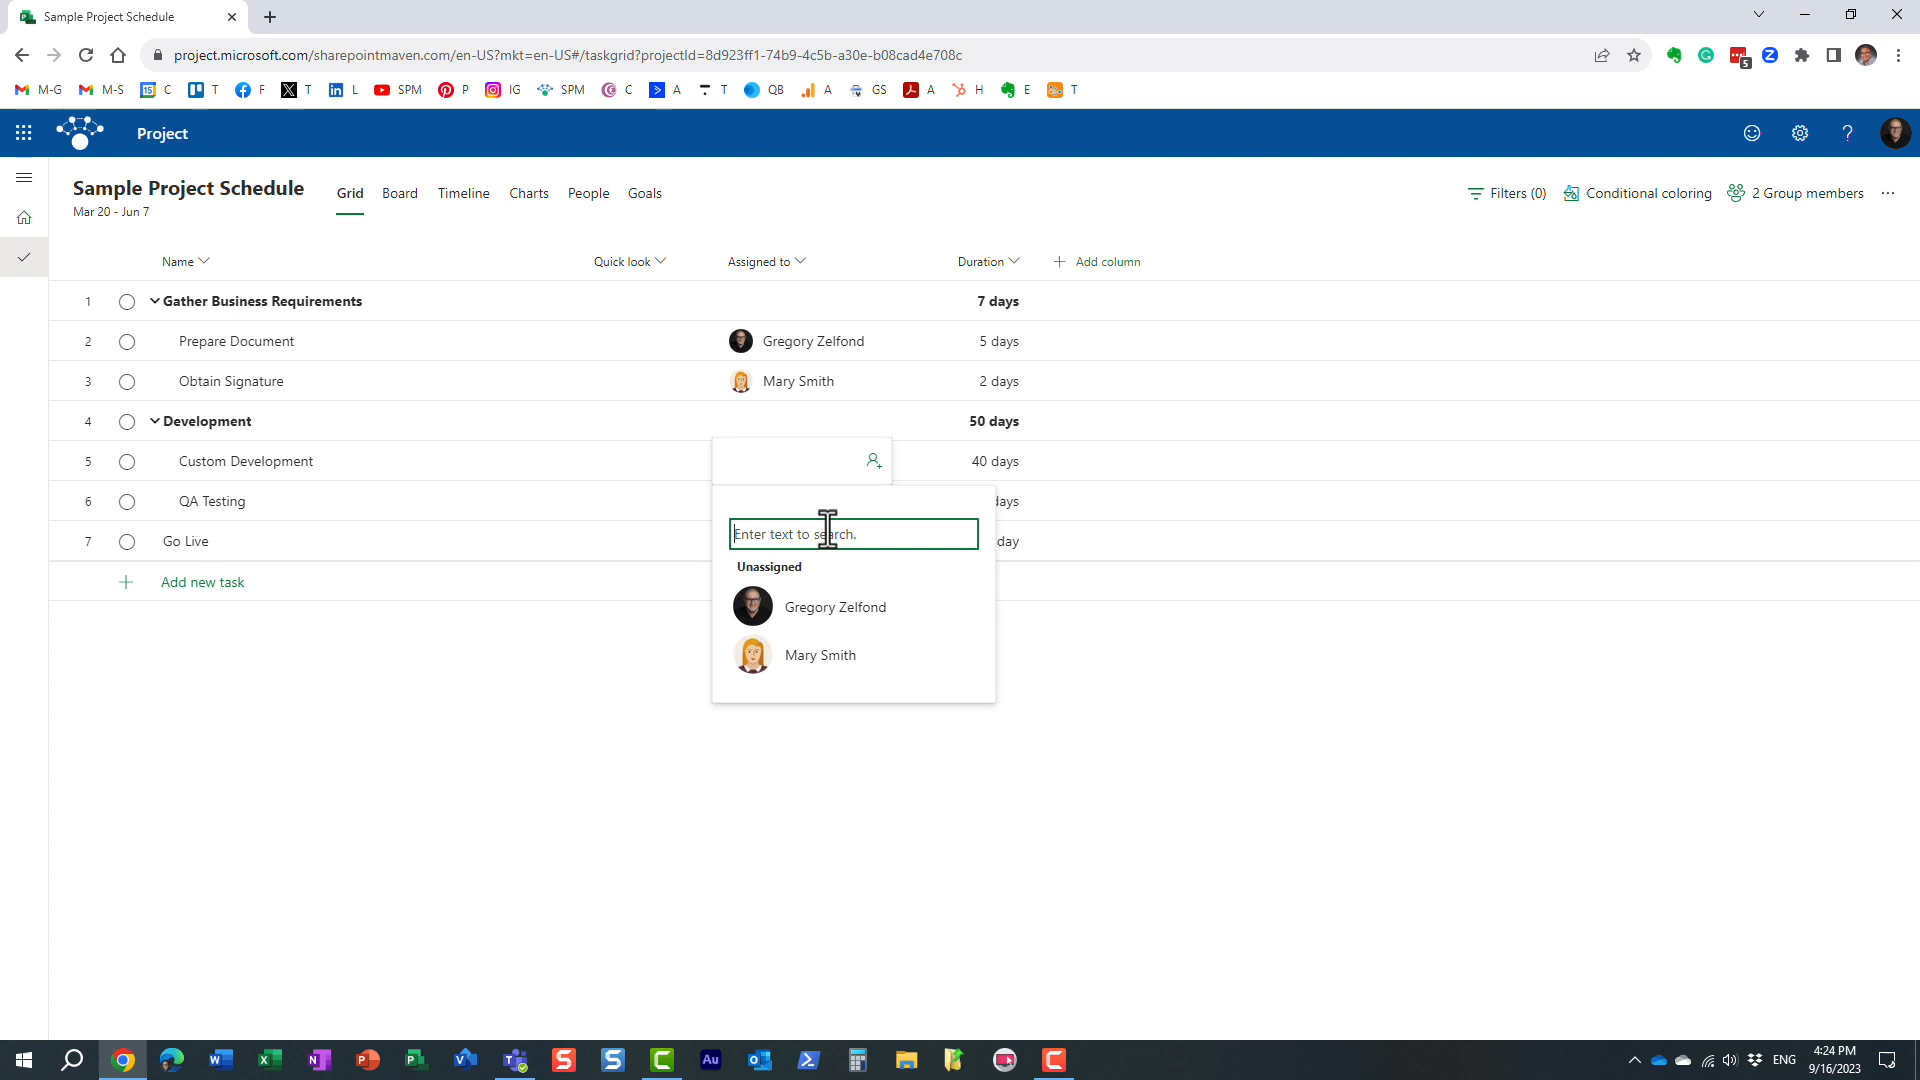 Sample Project Schedule
project.microsoft.com/sharepointmaven.com/en-US?mkt=en-US#/taskgrid?projectId=8d923ff1-74b9-4c5b-a30e-b08cad4e708c
5
M-G M-S 15 C T F T L SPM P IG SPM C A T QB A GS A H E T
Project
Sample Project Schedule
Mar 20 - Jun 7
Grid Board Timeline Charts People Goals
Filters (0) Conditional coloring 2 Group members
Name Quick look Assigned to Duration Add column
1 Gather Business Requirements 7 days
2 Prepare Document Gregory Zelfond 5 days
3 Obtain Signature Mary Smith 2 days
4 Development 50 days
5 Custom Development 40 days
6 QA Testing days
Enter text to search.
7 Go Live day
Unassigned
Add new task
Gregory Zelfond
Mary Smith
ENG
4:24 PM
9/16/2023